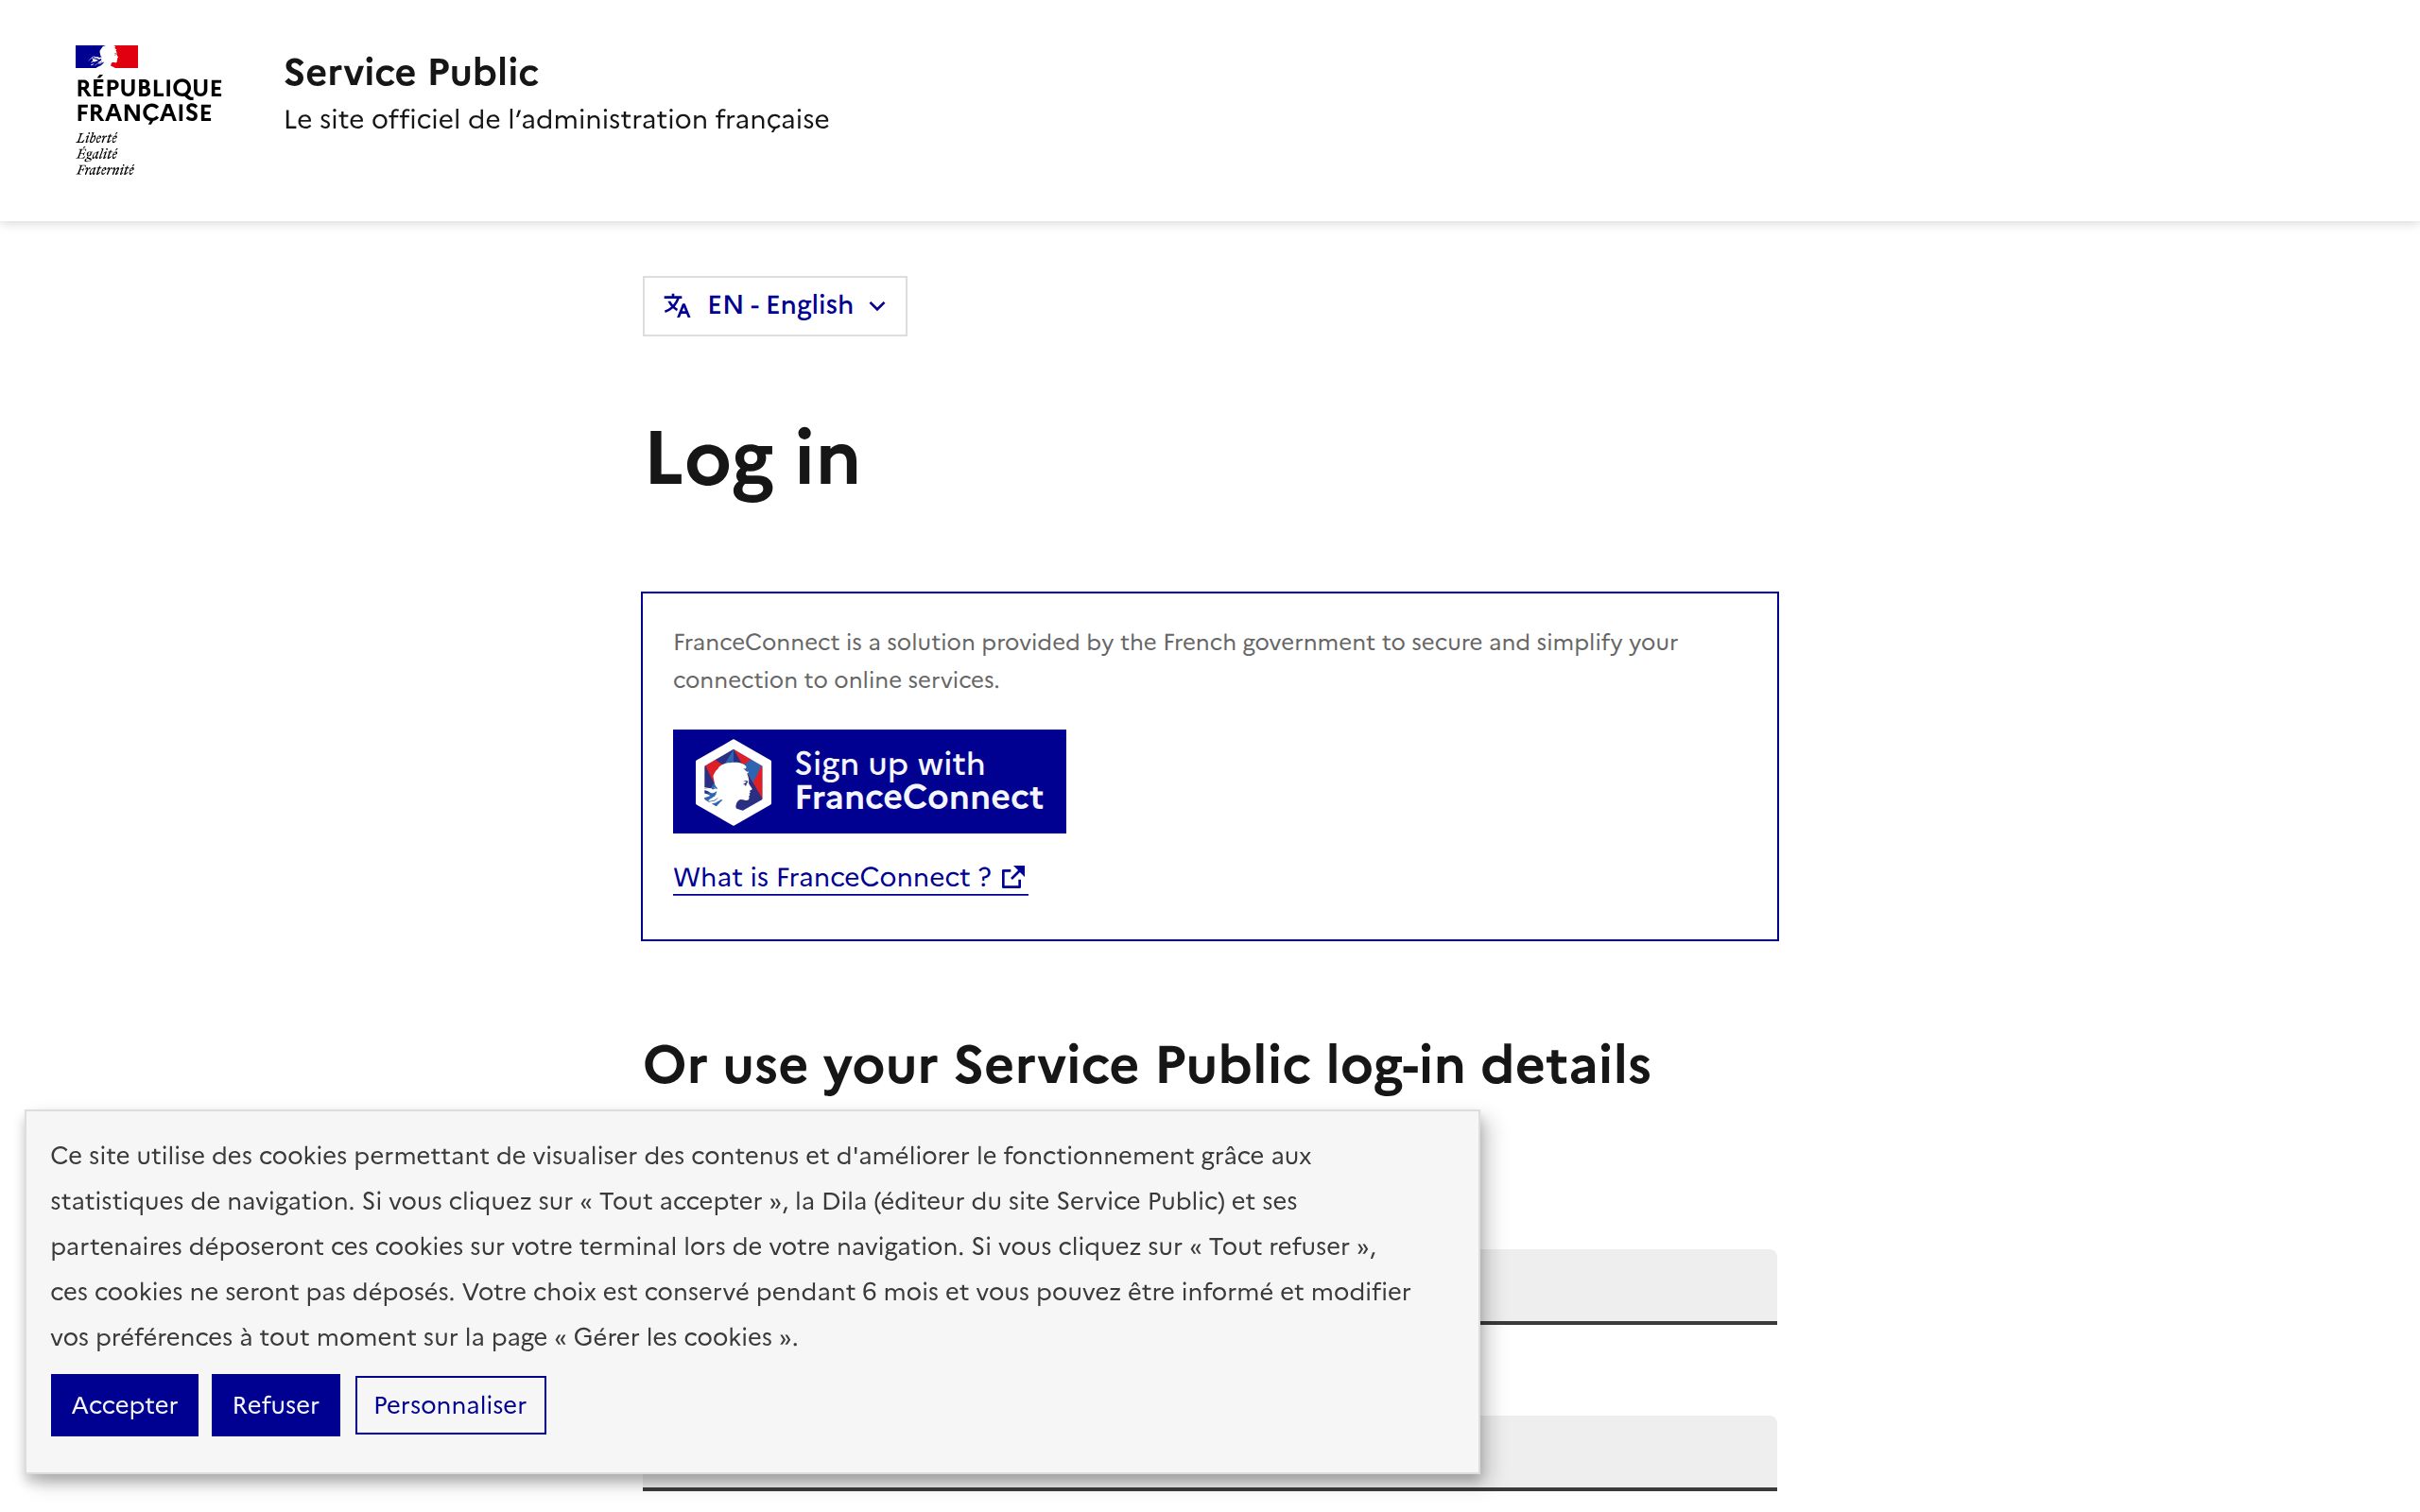 RÉPUBLIQUE
FRANÇAISE
Liberté
Égalité
Fraternité
Service Public
Le site officiel de l’administration française
EN - English
Log in
FranceConnect is a solution provided by the French government to secure and simplify your
connection to online services.
Sign up with
FranceConnect
What is FranceConnect ?
Or use your Service Public log-in details
Ce site utilise des cookies permettant de visualiser des contenus et d'améliorer le fonctionnement grâce aux
statistiques de navigation. Si vous cliquez sur « Tout accepter », la Dila (éditeur du site Service Public) et ses
partenaires déposeront ces cookies sur votre terminal lors de votre navigation. Si vous cliquez sur « Tout refuser »,
ces cookies ne seront pas déposés. Votre choix est conservé pendant 6 mois et vous pouvez être informé et modifier
vos préférences à tout moment sur la page « Gérer les cookies ».
Accepter
Refuser
Personnaliser